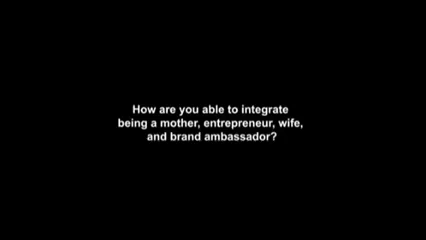 How are you able to integrate
being a mother, entrepreneur, wife,
and brand ambassador?